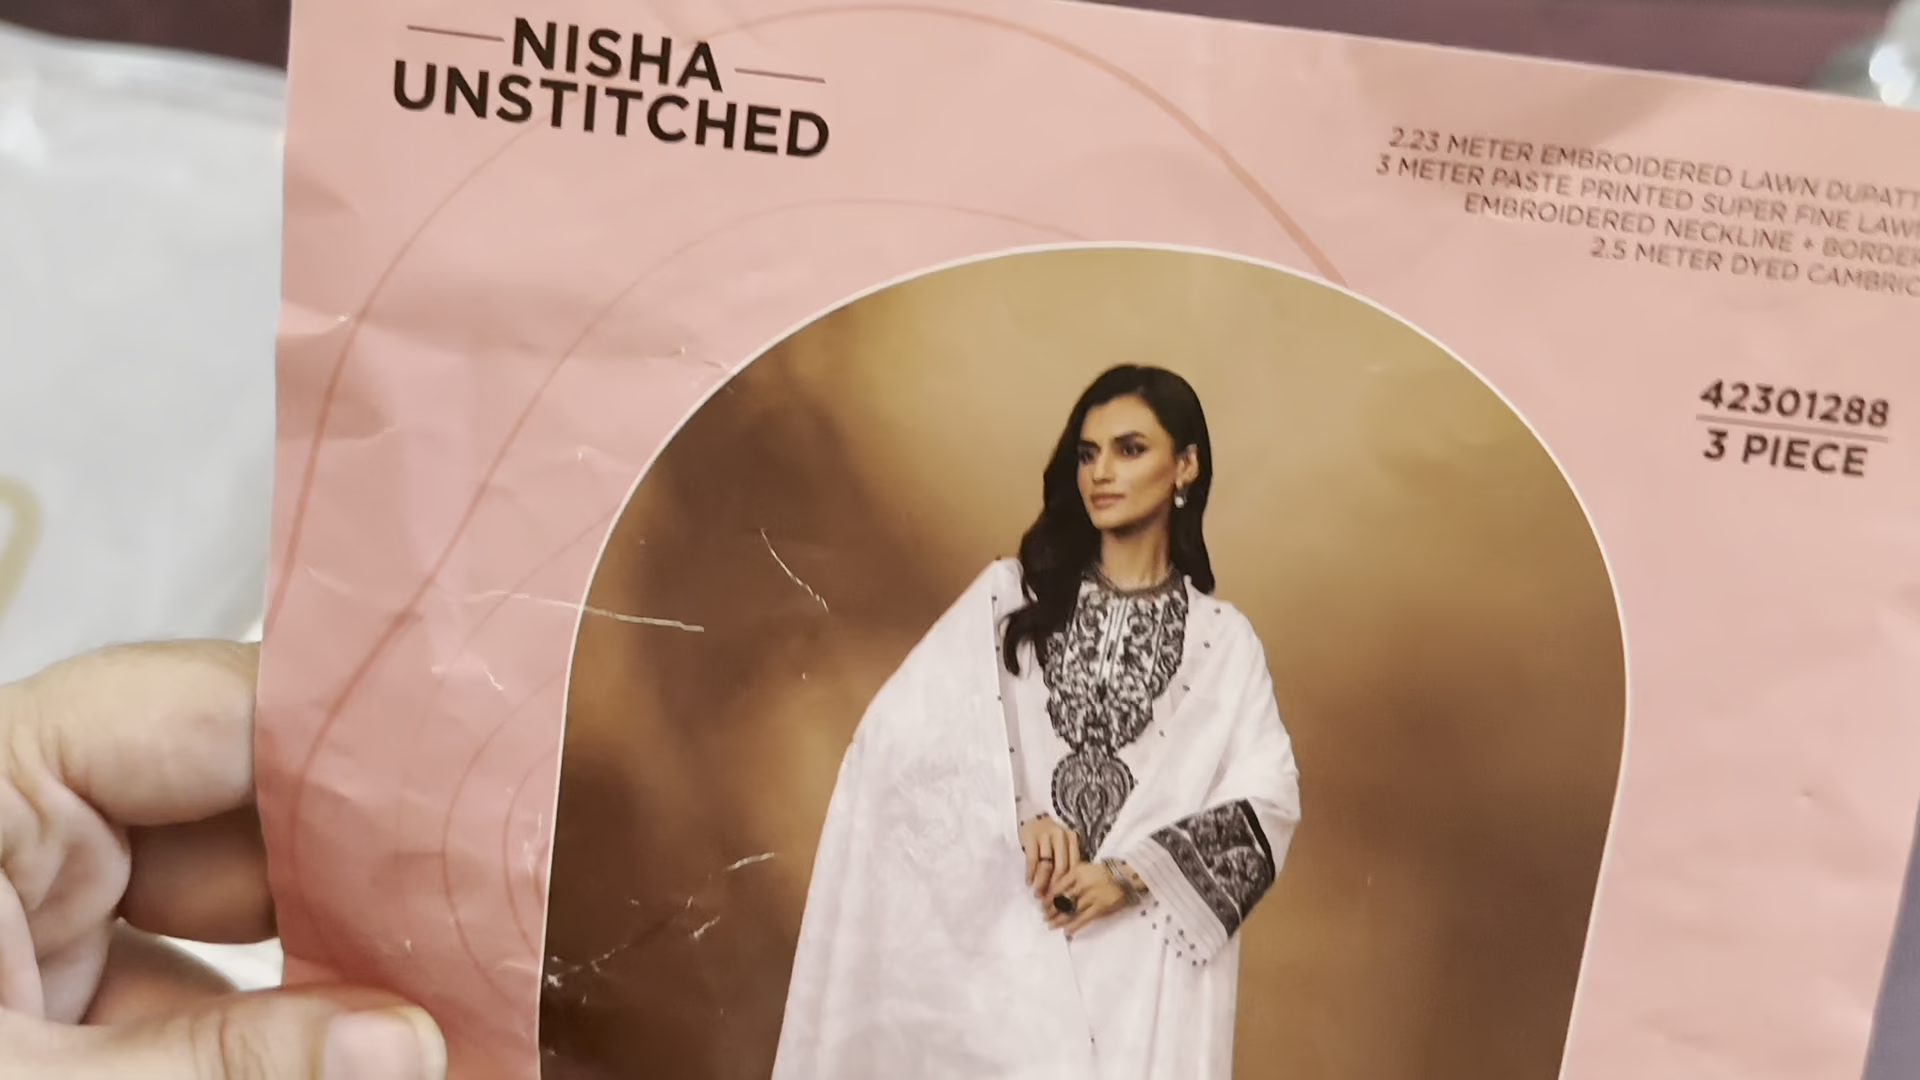 NISHA
UNSTITCHED
2.23 METER EMBROIDERED LAWN DUPATT
3 METER PASTE PRINTED SUPER FINE LAWN
EMBROIDERED NECKLINE + BORDER
2.5 METER DYED CAMBRIC
42301288
3 PIECE